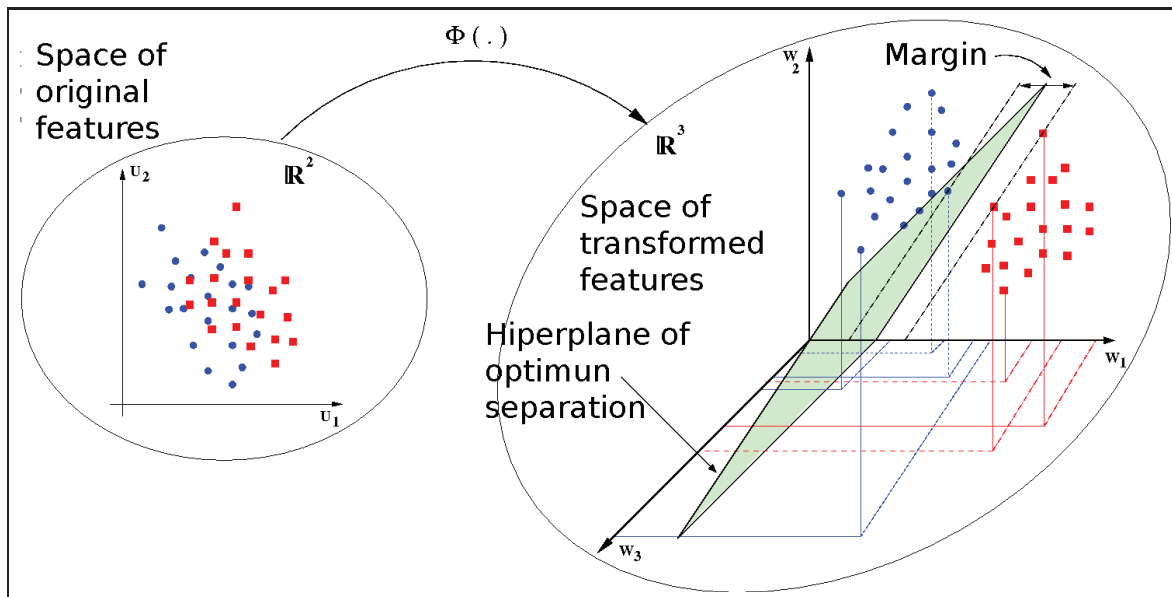 Space of
original
features
Φ ( . )
ℝ²
U₂
U₁
Margin
W₂
ℝ³
Space of
transformed
features
Hiperplane of
optimun
separation
W₁
W₃